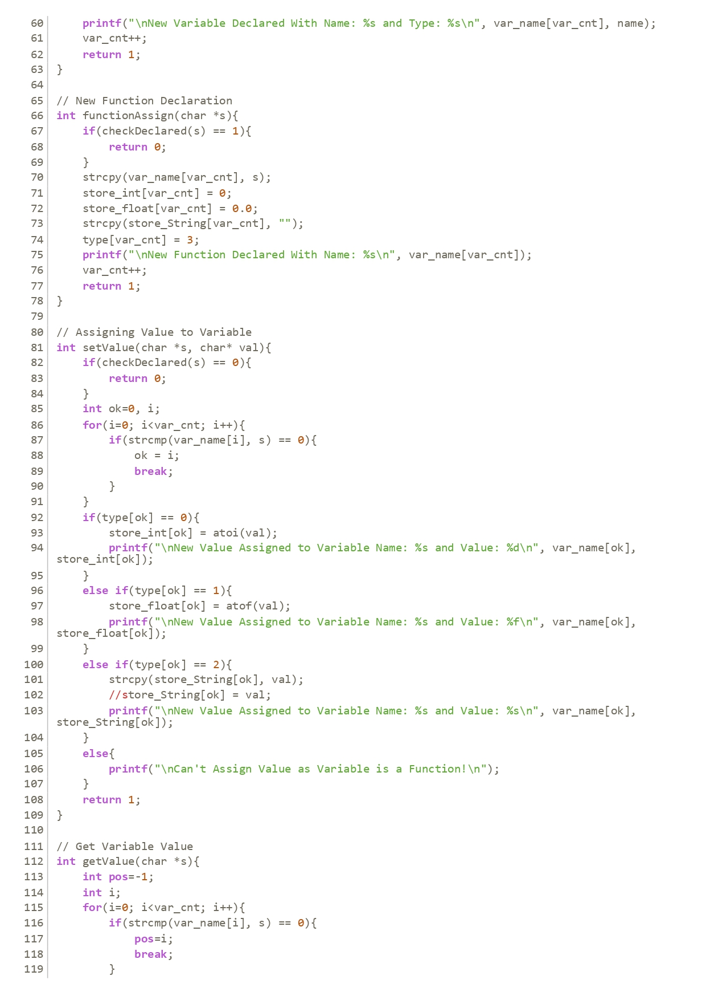 60     printf("\nNew Variable Declared With Name: %s and Type: %s\n", var_name[var_cnt], name);
61     var_cnt++;
62     return 1;
63 }
64
65 // New Function Declaration
66 int functionAssign(char *s){
67     if(checkDeclared(s) == 1){
68         return 0;
69     }
70     strcpy(var_name[var_cnt], s);
71     store_int[var_cnt] = 0;
72     store_float[var_cnt] = 0.0;
73     strcpy(store_String[var_cnt], "");
74     type[var_cnt] = 3;
75     printf("\nNew Function Declared With Name: %s\n", var_name[var_cnt]);
76     var_cnt++;
77     return 1;
78 }
79
80 // Assigning Value to Variable
81 int setValue(char *s, char* val){
82     if(checkDeclared(s) == 0){
83         return 0;
84     }
85     int ok=0, i;
86     for(i=0; i<var_cnt; i++){
87         if(strcmp(var_name[i], s) == 0){
88             ok = i;
89             break;
90         }
91     }
92     if(type[ok] == 0){
93         store_int[ok] = atoi(val);
94         printf("\nNew Value Assigned to Variable Name: %s and Value: %d\n", var_name[ok],
store_int[ok]);
95     }
96     else if(type[ok] == 1){
97         store_float[ok] = atof(val);
98         printf("\nNew Value Assigned to Variable Name: %s and Value: %f\n", var_name[ok],
store_float[ok]);
99     }
100     else if(type[ok] == 2){
101         strcpy(store_String[ok], val);
102         //store_String[ok] = val;
103         printf("\nNew Value Assigned to Variable Name: %s and Value: %s\n", var_name[ok],
store_String[ok]);
104     }
105     else{
106         printf("\nCan't Assign Value as Variable is a Function!\n");
107     }
108     return 1;
109 }
110
111 // Get Variable Value
112 int getValue(char *s){
113     int pos=-1;
114     int i;
115     for(i=0; i<var_cnt; i++){
116         if(strcmp(var_name[i], s) == 0){
117             pos=i;
118             break;
119         }